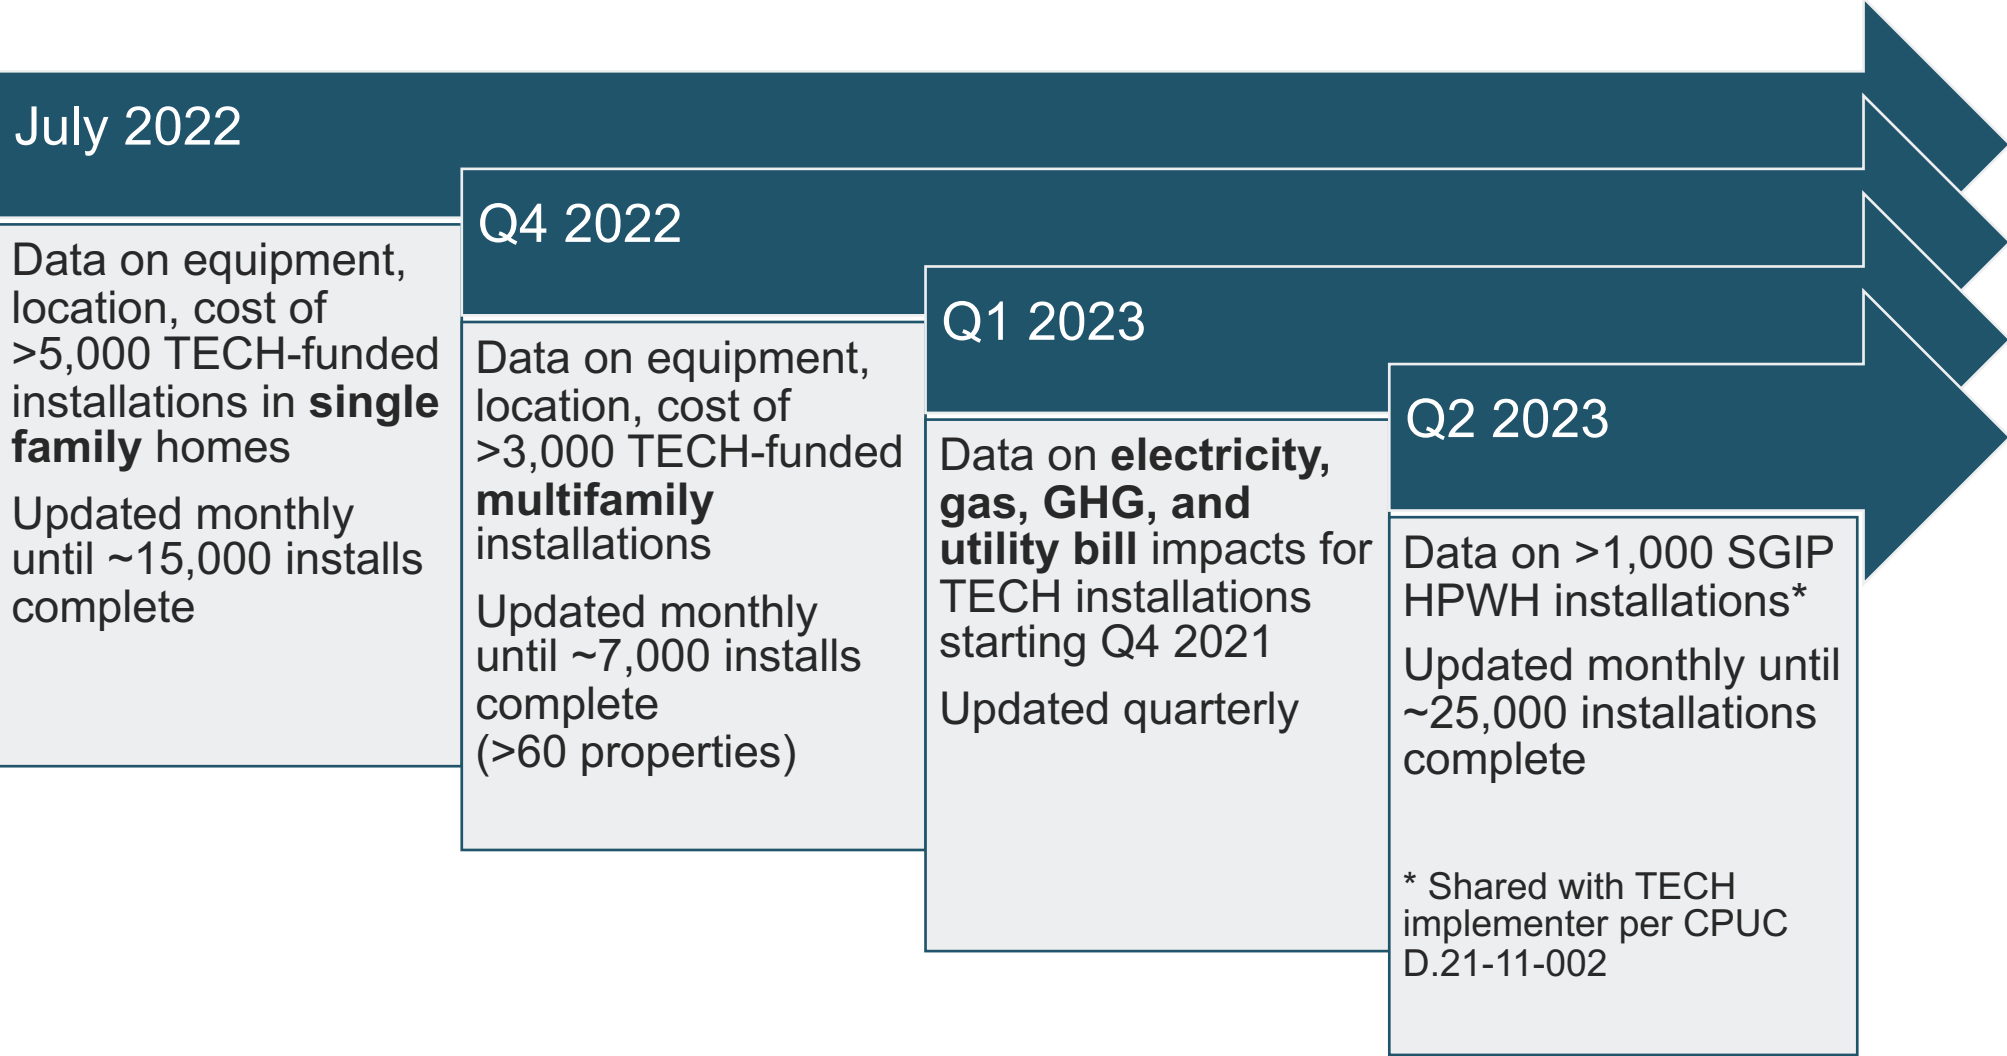 July 2022
Data on equipment,
location, cost of
>5,000 TECH-funded
installations in single
family homes
Updated monthly
until ~15,000 installs
complete
Q4 2022
Data on equipment,
location, cost of
>3,000 TECH-funded
multifamily
installations
Updated monthly
until ~7,000 installs
complete
(>60 properties)
Q1 2023
Data on electricity,
gas, GHG, and
utility bill impacts for
TECH installations
starting Q4 2021
Updated quarterly
Q2 2023
Data on >1,000 SGIP
HPWH installations*
Updated monthly until
~25,000 installations
complete
* Shared with TECH
implementer per CPUC
D.21-11-002